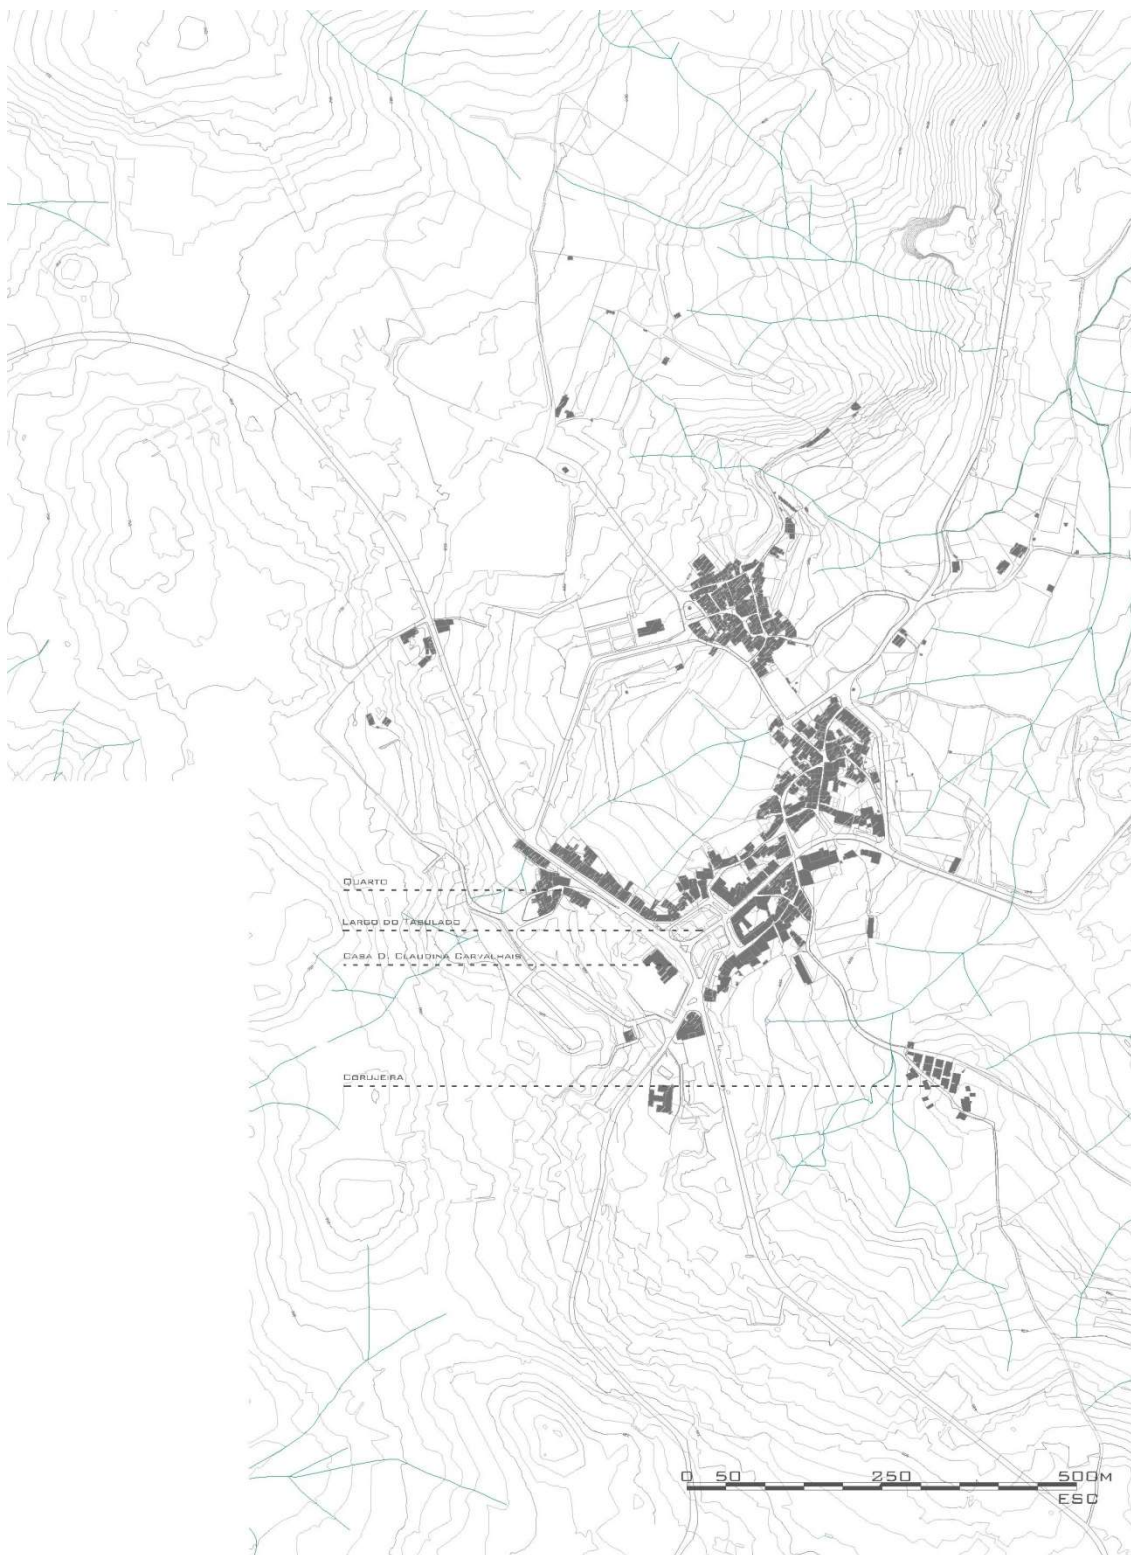 QUARTO
LARGO DO TABULADO
CASA D. CLAUDINA CARVALHAIS
CORUJEIRA
0 50 250 500M
ESC